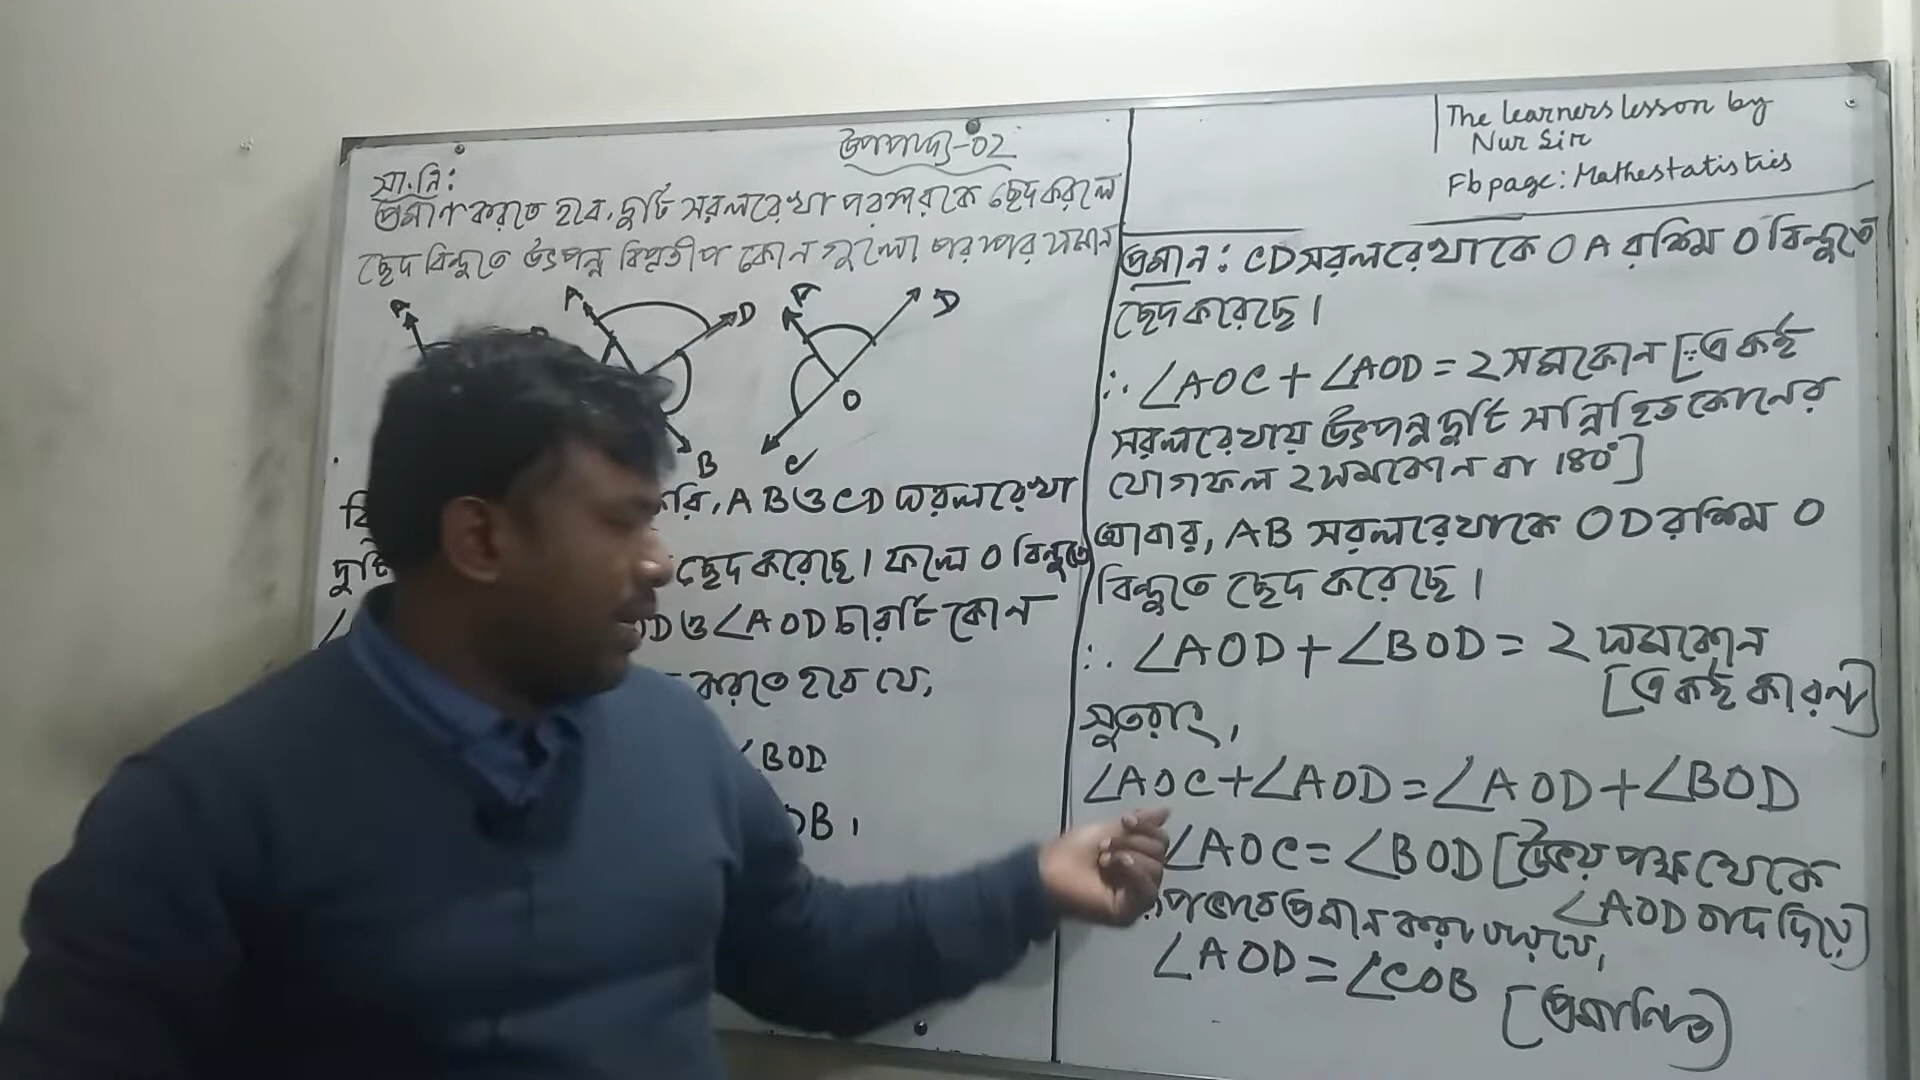 উপপাদ্য-02
সা.নি:
প্রমাণ করতে হবে, দুটি সরলরেখা পরস্পরকে ছেদ করলে
ছেদ বিন্দুতে উৎপন্ন বিপ্রতীপ কোন গুলো পরস্পর সমান
A
A
D
A
D
O
B
C
রি, AB ও CD সরলরেখা
ছেদ করেছে। ফলে O বিন্দুতে
OD ও ∠AOD চারটি কোন
করতে হবে যে,
∠BOD
OB।
The learners lesson by
Nur Sir
Fb page: Mathestatistics
প্রমান: CD সরলরেখাকে OA রশ্মি O বিন্দুতে
ছেদ করেছে।
∴ ∠AOC + ∠AOD = 2 সমকোন [∵ একই
সরলরেখায় উৎপন্ন দুটি সন্নিহিত কোনের
যোগফল 2 সমকোন বা 180°]
আবার, AB সরলরেখাকে OD রশ্মি O
বিন্দুতে ছেদ করেছে।
∴ ∠AOD + ∠BOD = 2 সমকোন
[একই কারণ]
সুতরাং,
∠AOC + ∠AOD = ∠AOD + ∠BOD
∠AOC = ∠BOD [উভয় পক্ষ থেকে
∠AOD বাদ দিয়ে]
রুপভাবে প্রমান করা যায় যে,
∠AOD = ∠COB [প্রমানিত]